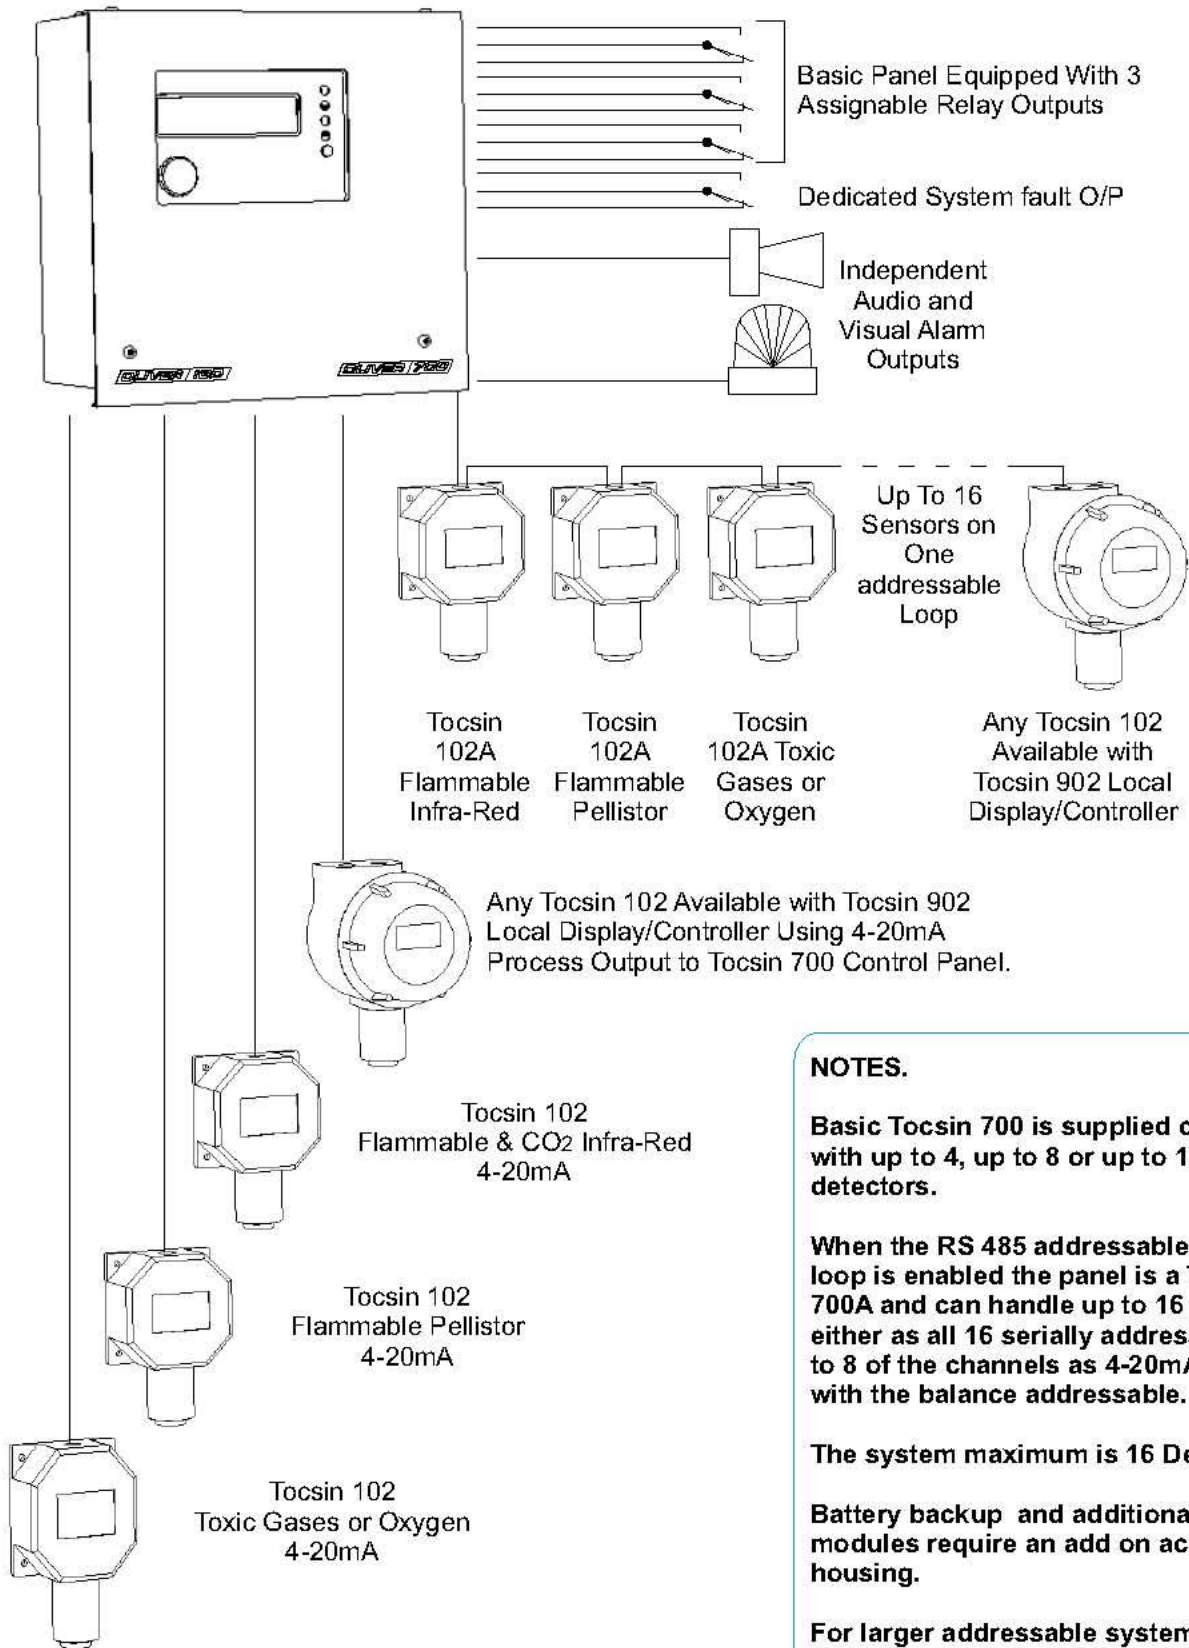 Basic Panel Equipped With 3
Assignable Relay Outputs
Dedicated System fault O/P
Independent
Audio and
Visual Alarm
Outputs
OLIVER 700
Up To 16
Sensors on
One
addressable
Loop
Tocsin
102A
Flammable
Infra-Red
Tocsin
102A
Flammable
Pellistor
Tocsin
102A Toxic
Gases or
Oxygen
Any Tocsin 102
Available with
Tocsin 902 Local
Display/Controller
Any Tocsin 102 Available with Tocsin 902
Local Display/Controller Using 4-20mA
Process Output to Tocsin 700 Control Panel.
Tocsin 102
Flammable & CO2 Infra-Red
4-20mA
Tocsin 102
Flammable Pellistor
4-20mA
Tocsin 102
Toxic Gases or Oxygen
4-20mA
NOTES.
Basic Tocsin 700 is supplied
with up to 4, up to 8 or up to
detectors.
When the RS 485 addressable
loop is enabled the panel is a
700A and can handle up to 16
either as all 16 serially
to 8 of the channels as
with the balance addressable.
The system maximum is 16
Battery backup and
modules require an add on
housing.
For larger addressable